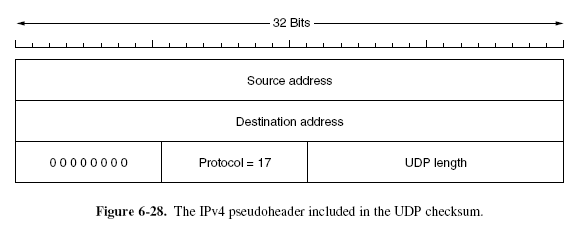 32 Bits
Source address
Destination address
0 0 0 0 0 0 0 0 Protocol = 17 UDP length
Figure 6-28. The IPv4 pseudoheader included in the UDP checksum.